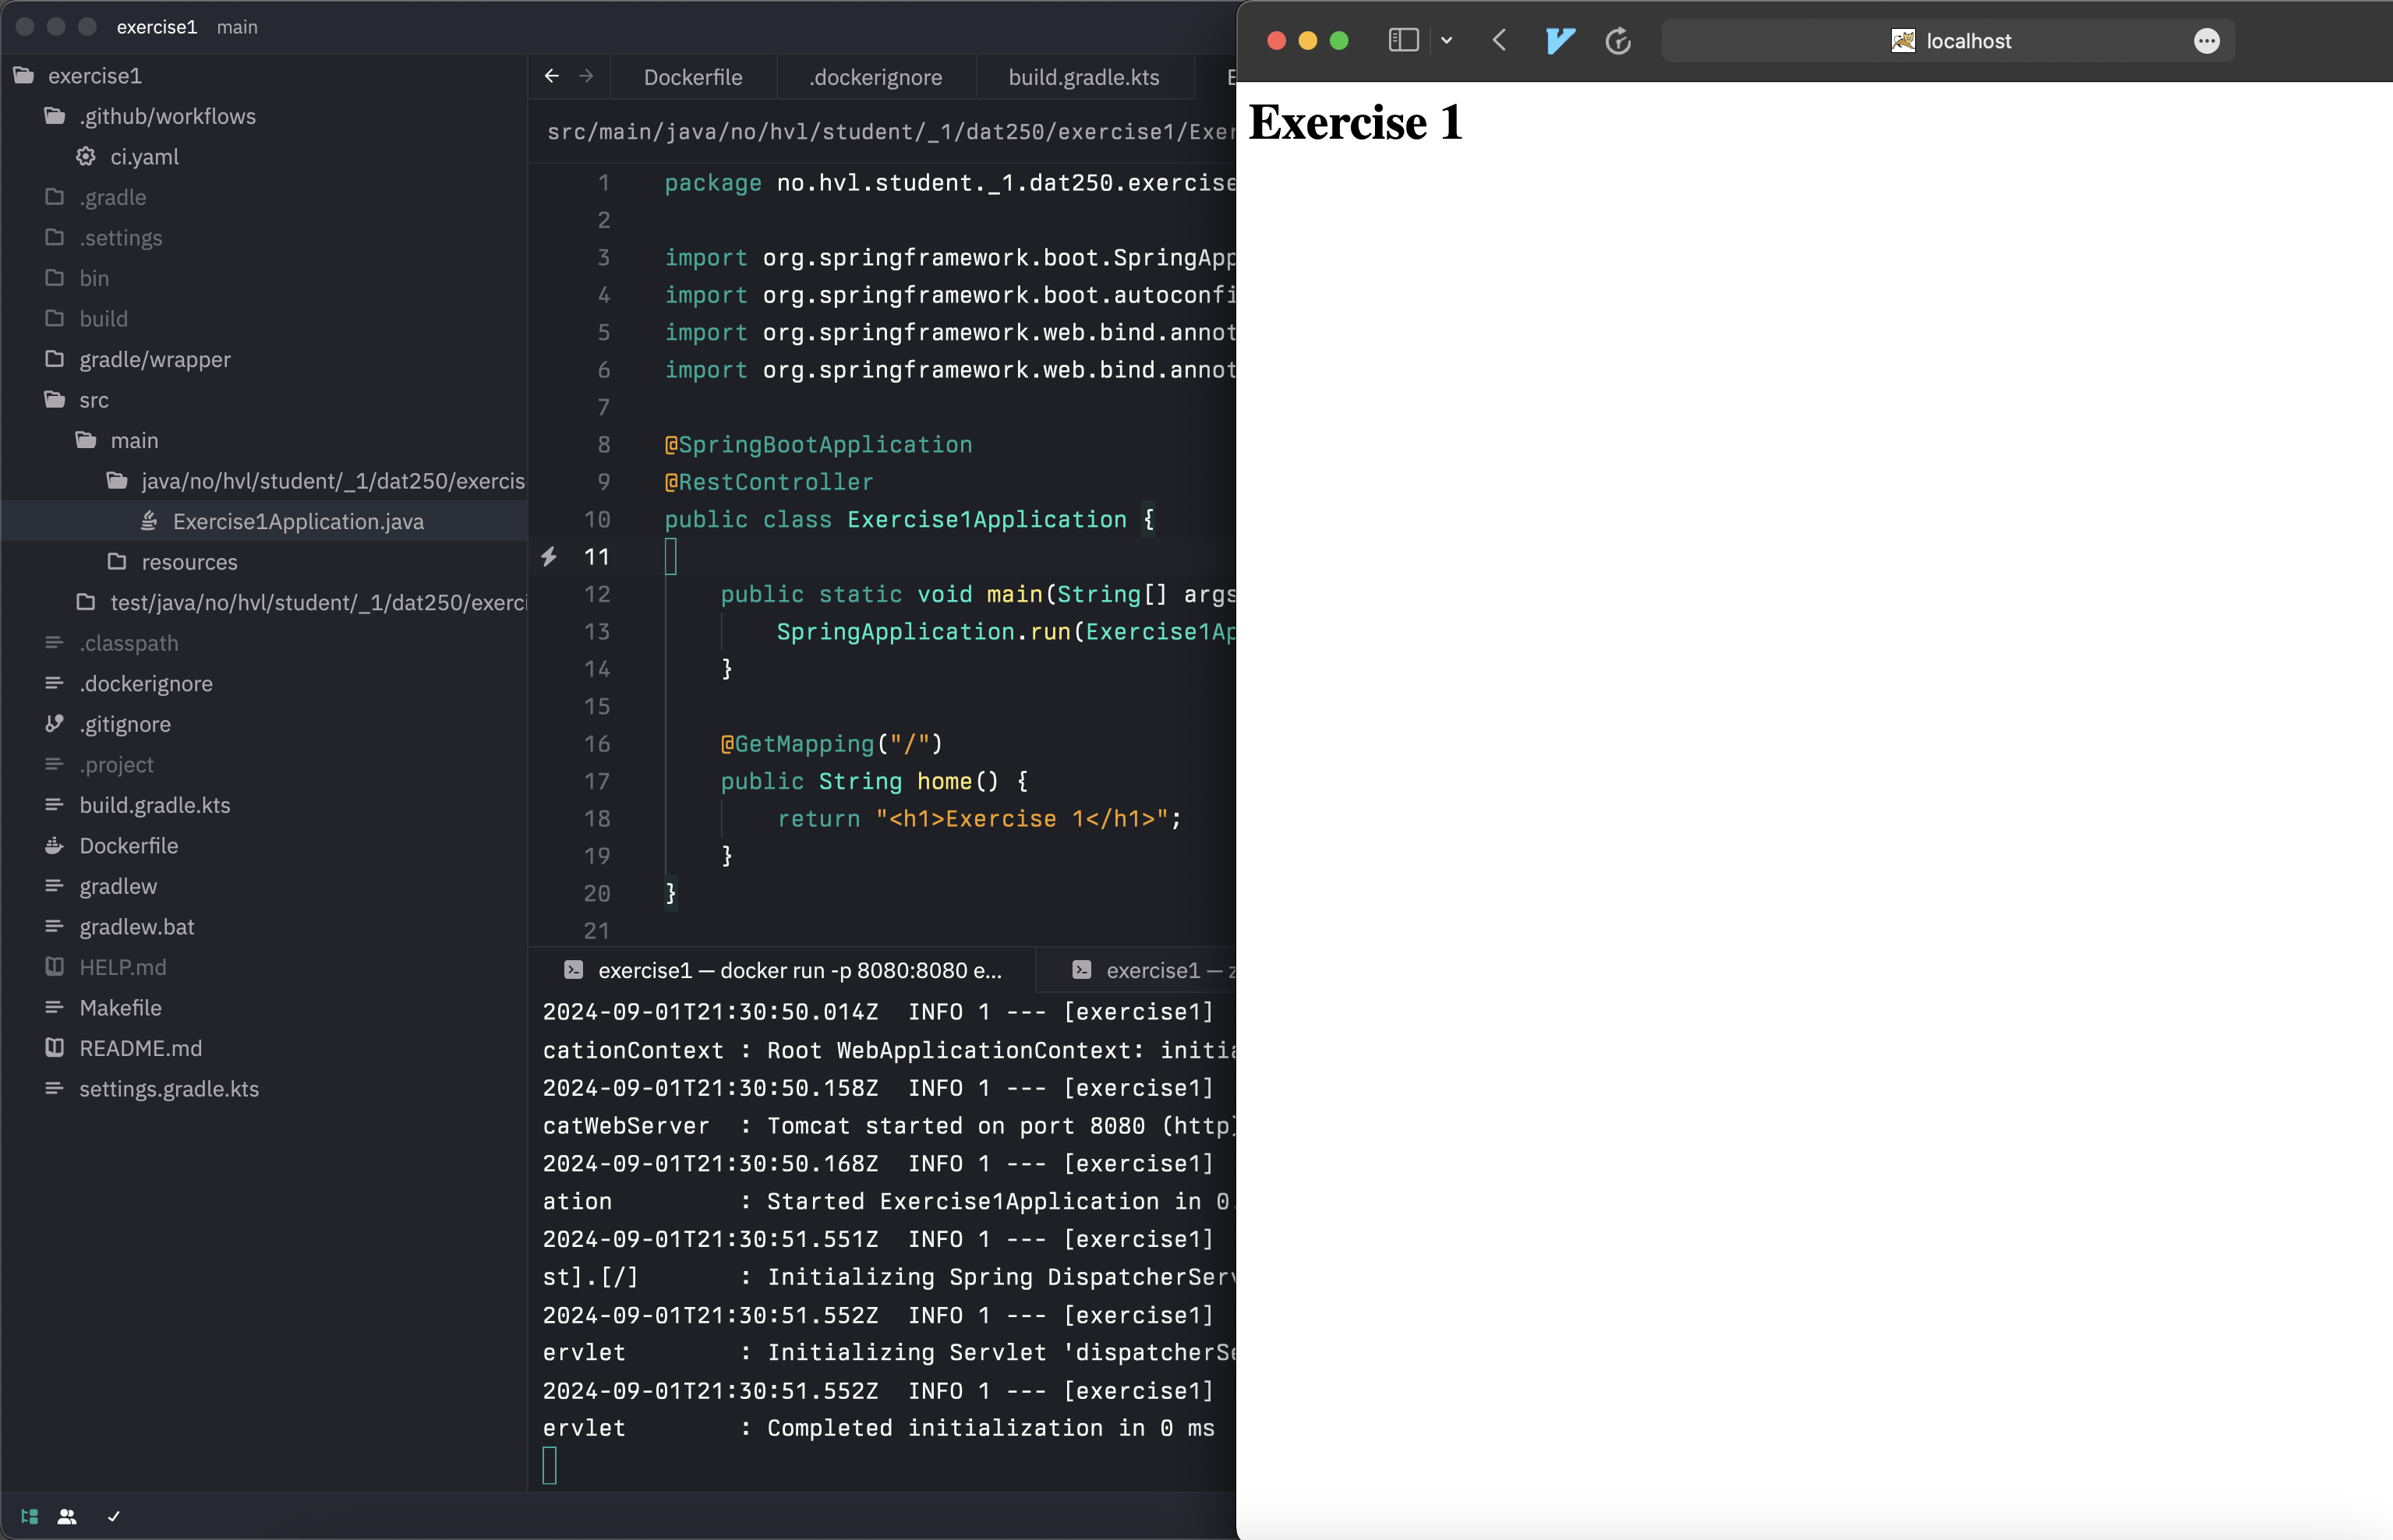 exercise1 main
exercise1
.github/workflows
ci.yaml
.gradle
.settings
bin
build
gradle/wrapper
src
main
java/no/hvl/student/_1/dat250/exercis
Exercise1Application.java
resources
test/java/no/hvl/student/_1/dat250/exerci
.classpath
.dockerignore
.gitignore
.project
build.gradle.kts
Dockerfile
gradlew
gradlew.bat
HELP.md
Makefile
README.md
settings.gradle.kts
Dockerfile .dockerignore build.gradle.kts E
src/main/java/no/hvl/student/_1/dat250/exercise1/Exer
1 package no.hvl.student._1.dat250.exercise
2
3 import org.springframework.boot.SpringApp
4 import org.springframework.boot.autoconfi
5 import org.springframework.web.bind.annot
6 import org.springframework.web.bind.annot
7
8 @SpringBootApplication
9 @RestController
10 public class Exercise1Application {
11
12 public static void main(String[] args
13 SpringApplication.run(Exercise1Ap
14 }
15
16 @GetMapping("/")
17 public String home() {
18 return "<h1>Exercise 1</h1>";
19 }
20 }
21
exercise1 — docker run -p 8080:8080 e... exercise1 — z
2024-09-01T21:30:50.014Z  INFO 1 --- [exercise1]
cationContext : Root WebApplicationContext: initia
2024-09-01T21:30:50.158Z  INFO 1 --- [exercise1]
catWebServer  : Tomcat started on port 8080 (http)
2024-09-01T21:30:50.168Z  INFO 1 --- [exercise1]
ation         : Started Exercise1Application in 0.
2024-09-01T21:30:51.551Z  INFO 1 --- [exercise1]
st].[/]       : Initializing Spring DispatcherServ
2024-09-01T21:30:51.552Z  INFO 1 --- [exercise1]
ervlet        : Initializing Servlet 'dispatcherSe
2024-09-01T21:30:51.552Z  INFO 1 --- [exercise1]
ervlet        : Completed initialization in 0 ms
localhost
Exercise 1